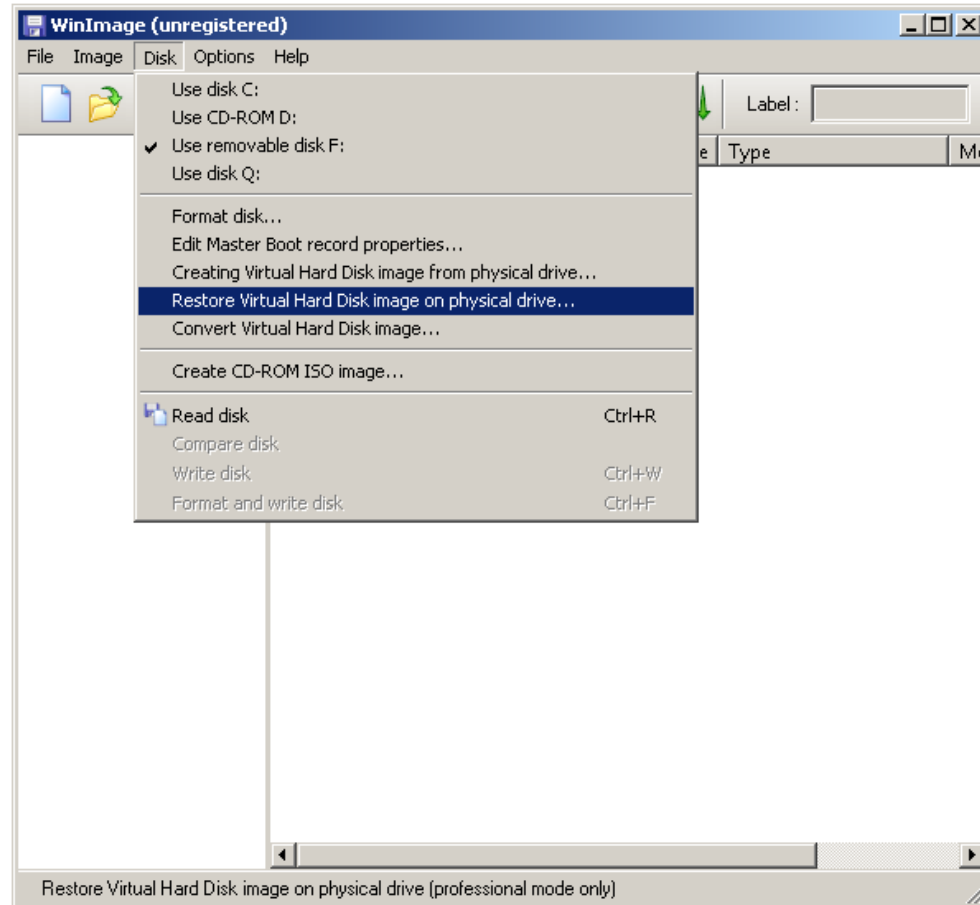 WinImage (unregistered)
File Image Disk Options Help
Label :
Use disk C:
Use CD-ROM D:
Use removable disk F:
Use disk Q:
Format disk...
Edit Master Boot record properties...
Creating Virtual Hard Disk image from physical drive...
Restore Virtual Hard Disk image on physical drive...
Convert Virtual Hard Disk image...
Create CD-ROM ISO image...
Read disk Ctrl+R
Compare disk
Write disk Ctrl+W
Format and write disk Ctrl+F
Type
Restore Virtual Hard Disk image on physical drive (professional mode only)